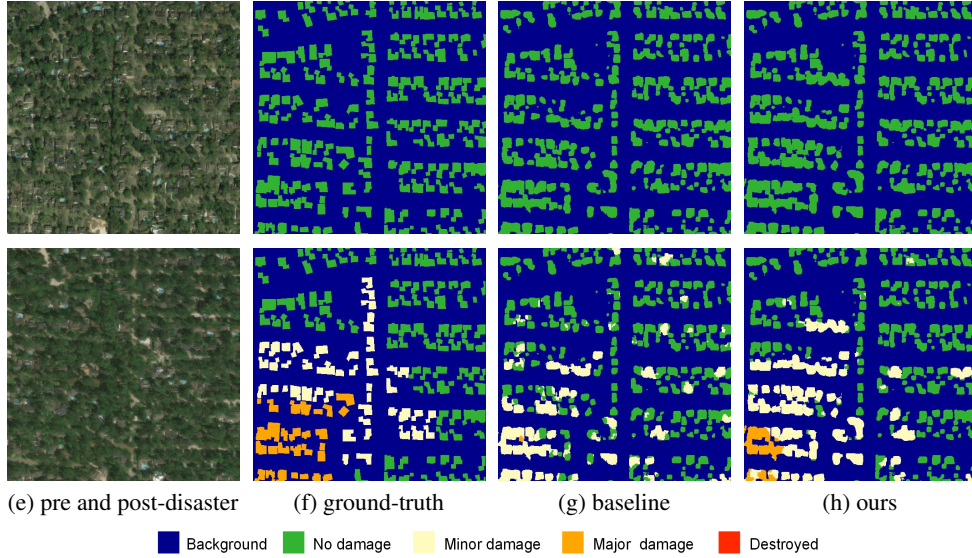 (e) pre and post-disaster (f) ground-truth (g) baseline (h) ours
Background No damage Minor damage Major damage Destroyed